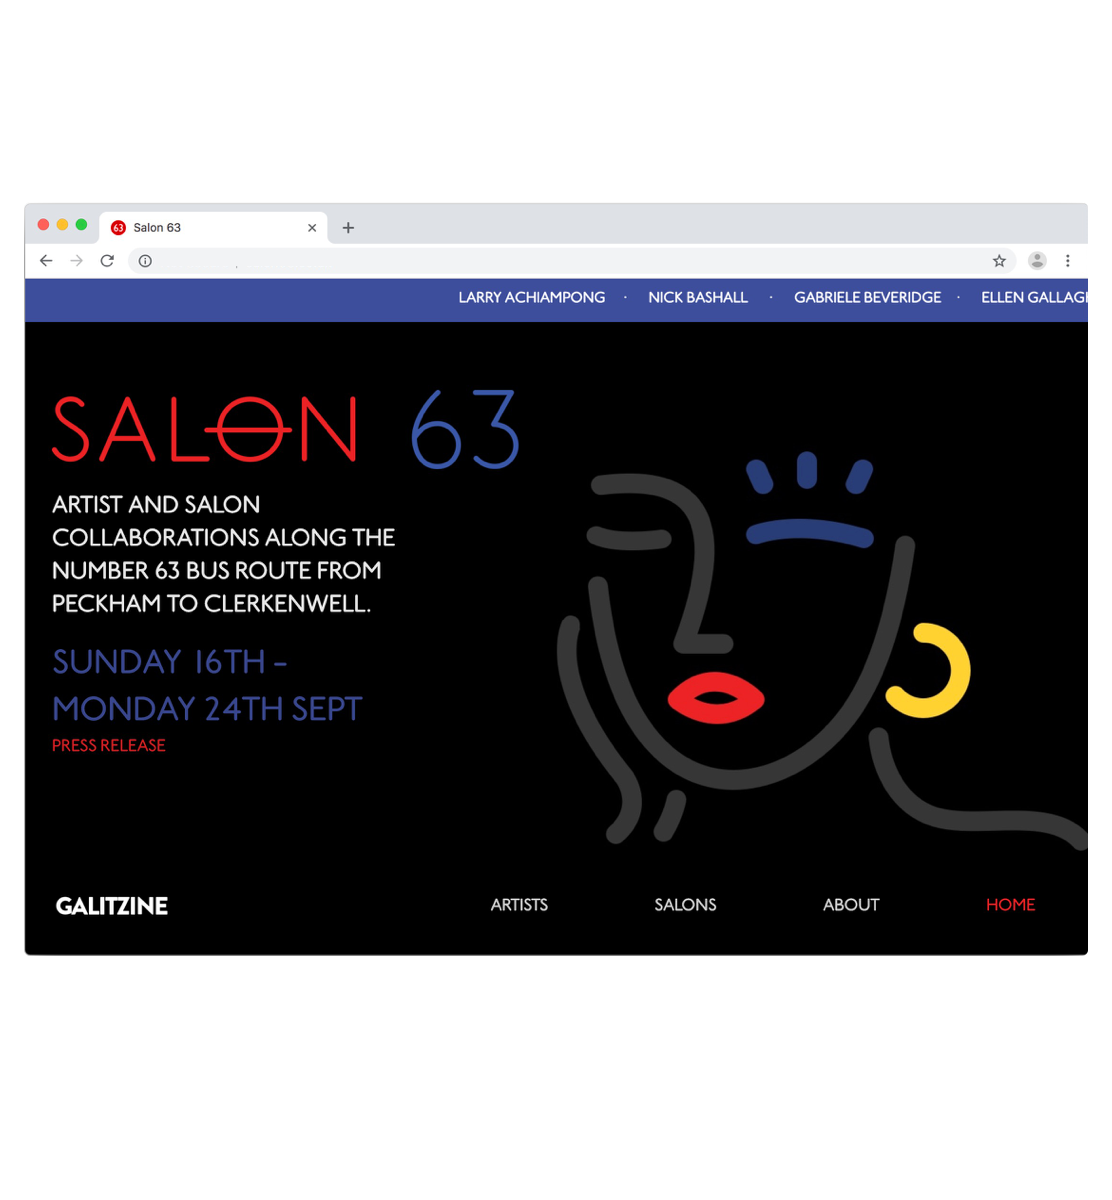 63 Salon 63
LARRY ACHIAMPONG · NICK BASHALL · GABRIELE BEVERIDGE · ELLEN GALLAGH
SALON 63
ARTIST AND SALON
COLLABORATIONS ALONG THE
NUMBER 63 BUS ROUTE FROM
PECKHAM TO CLERKENWELL.
SUNDAY 16TH –
MONDAY 24TH SEPT
PRESS RELEASE
GALITZINE ARTISTS SALONS ABOUT HOME